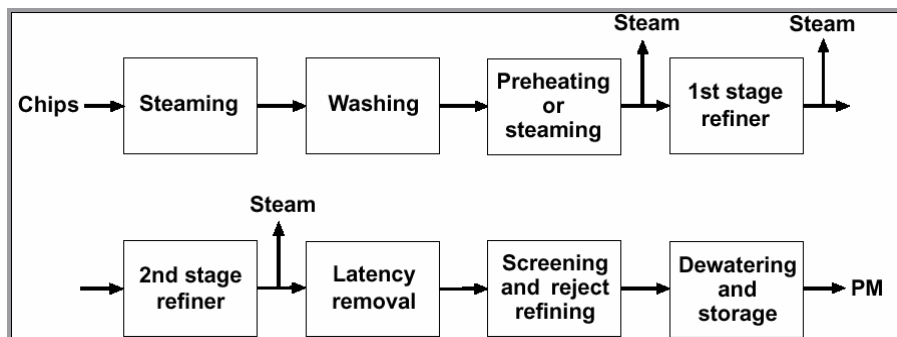 Steam
Steam
Chips
Steaming
Washing
Preheating
or
steaming
1st stage
refiner
Steam
2nd stage
refiner
Latency
removal
Screening
and reject
refining
Dewatering
and
storage
PM